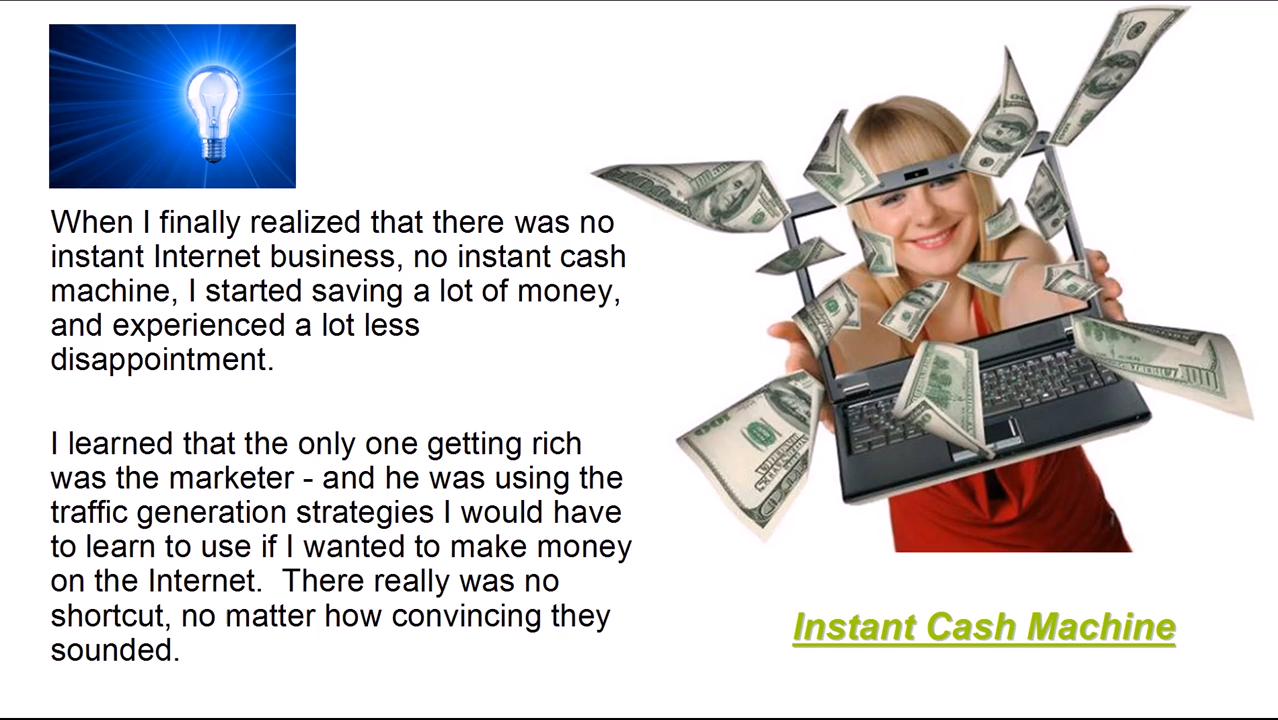 When I finally realized that there was no
instant Internet business, no instant cash
machine, I started saving a lot of money,
and experienced a lot less
disappointment.
I learned that the only one getting rich
was the marketer - and he was using the
traffic generation strategies I would have
to learn to use if I wanted to make money
on the Internet.  There really was no
shortcut, no matter how convincing they
sounded.
Instant Cash Machine